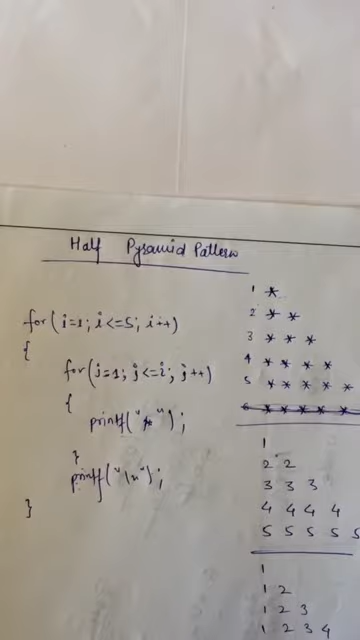 Half Pyramid Pattern
for(i=1; i<=5; i++)
{
for(j=1; j<=i; j++)
{
printf("*");
}
printf("\n");
}
1 *
2 * *
3 * * *
4 * * * *
5 * * * * *
6 * * * * *
1
2 2
3 3 3
4 4 4 4
5 5 5 5 5
1
1 2
1 2 3
1 2 3 4